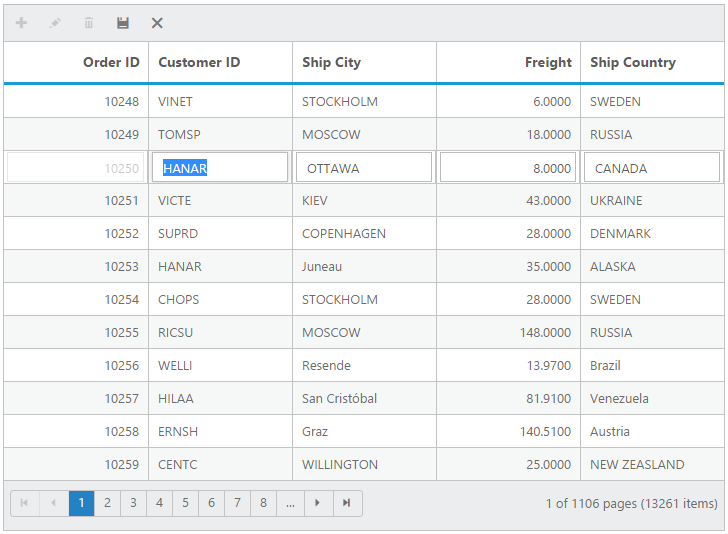 Order ID Customer ID Ship City Freight Ship Country
10248 VINET STOCKHOLM 6.0000 SWEDEN
10249 TOMSP MOSCOW 18.0000 RUSSIA
10250 HANAR OTTAWA 8.0000 CANADA
10251 VICTE KIEV 43.0000 UKRAINE
10252 SUPRD COPENHAGEN 28.0000 DENMARK
10253 HANAR Juneau 35.0000 ALASKA
10254 CHOPS STOCKHOLM 28.0000 SWEDEN
10255 RICSU MOSCOW 148.0000 RUSSIA
10256 WELLI Resende 13.9700 Brazil
10257 HILAA San Cristóbal 81.9100 Venezuela
10258 ERNSH Graz 140.5100 Austria
10259 CENTC WILLINGTON 25.0000 NEW ZEASLAND
1 2 3 4 5 6 7 8 ... 1 of 1106 pages (13261 items)